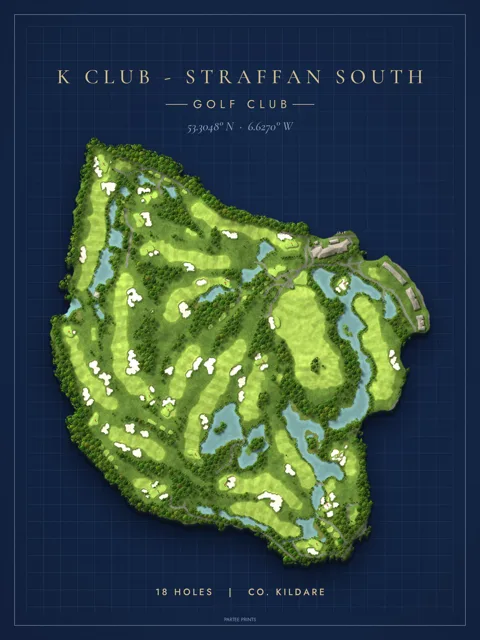 K CLUB - STRAFFAN SOUTH
GOLF CLUB
53.3048° N · 6.6270° W
18 HOLES | CO. KILDARE
PARTEE PRINTS